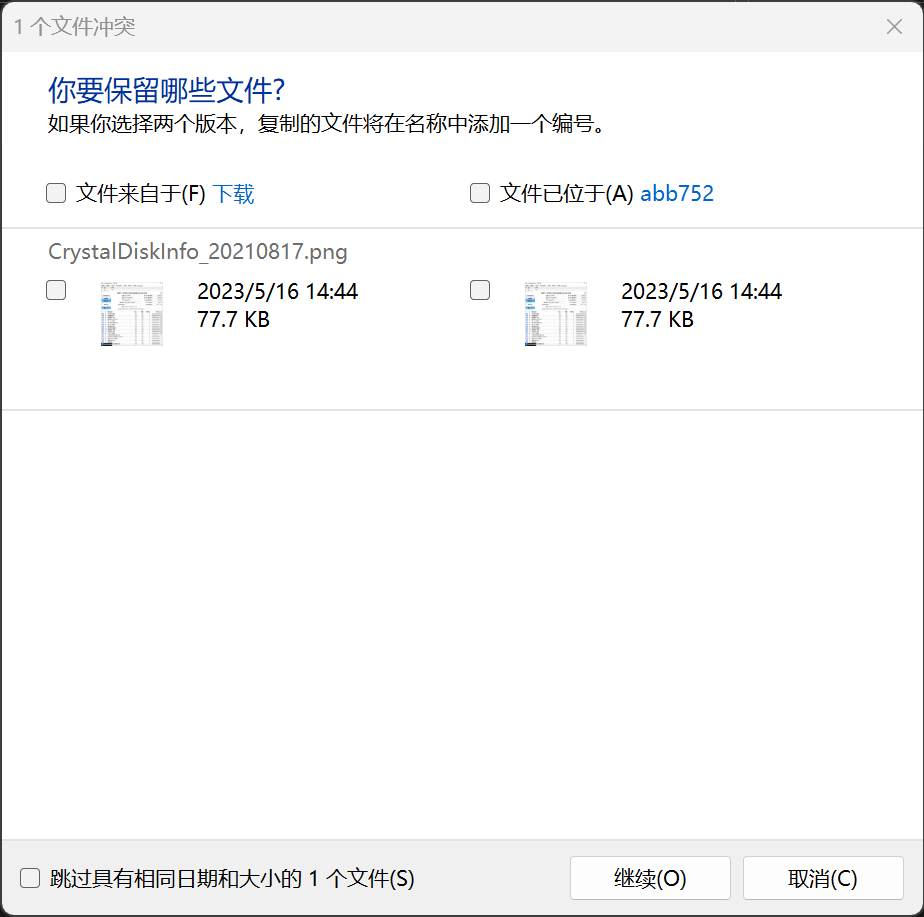 1 个文件冲突
你要保留哪些文件?
如果你选择两个版本，复制的文件将在名称中添加一个编号。
文件来自于(F) 下载
文件已位于(A) abb752
CrystalDiskInfo_20210817.png
2023/5/16 14:44
77.7 KB
2023/5/16 14:44
77.7 KB
跳过具有相同日期和大小的 1 个文件(S)
继续(O)
取消(C)